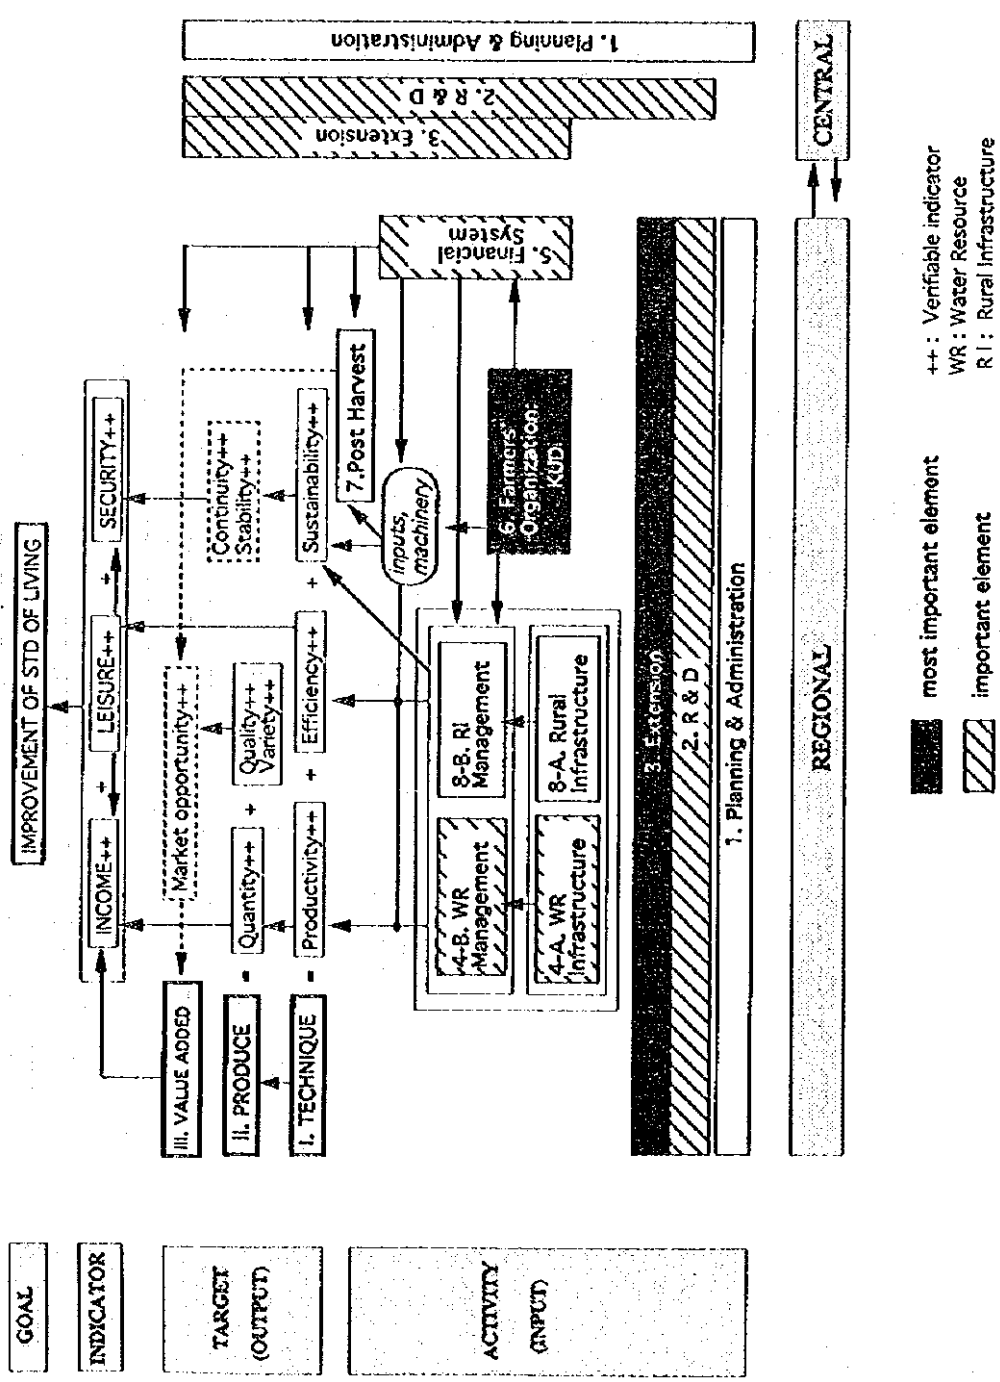 GOAL
IMPROVEMENT OF STD OF LIVING
INDICATOR
INCOME++
+
LEISURE++
+
SECURITY++
TARGET
(OUTPUT)
III. VALUE ADDED
Market opportunity++
II. PRODUCE
=
Quantity++
+
Quality++
Variety++
Continuity++
Stability++
I. TECHNIQUE
=
Productivity++
+
Efficiency++
+
Sustainability++
ACTIVITY
(INPUT)
7.Post Harvest
inputs,
machinery
5. Financial
System
4-B. WR
Management
8-B. RI
Management
6. Farmers'
Organization:
KUD
4-A. WR
Infrastructure
8-A. Rural
Infrastructure
3. Extension
2. R & D
1. Planning & Administration
3. Extension
2. R & D
1. Planning & Administration
REGIONAL
CENTRAL
most important element
important element
++ : Verifiable indicator
WR : Water Resource
R I : Rural Infrastructure